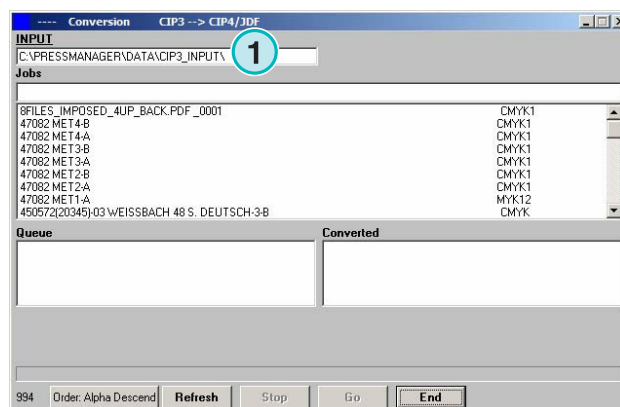 ---- Conversion CIP3 --> CIP4/JDF
INPUT
C:\PRESSMANAGER\DATA\CIP3_INPUT\
1
Jobs
8FILES_IMPOSED_4UP_BACK.PDF _0001 CMYK1
47082 MET4-B CMYK1
47082 MET4-A CMYK1
47082 MET3-B CMYK1
47082 MET3-A CMYK1
47082 MET2-B CMYK1
47082 MET2-A CMYK1
47082 MET1-A MYK12
450572(20345)-03 WEISSBACH 48 S. DEUTSCH-3-B CMYK
Queue Converted
994 Order: Alpha Descend Refresh Stop Go End